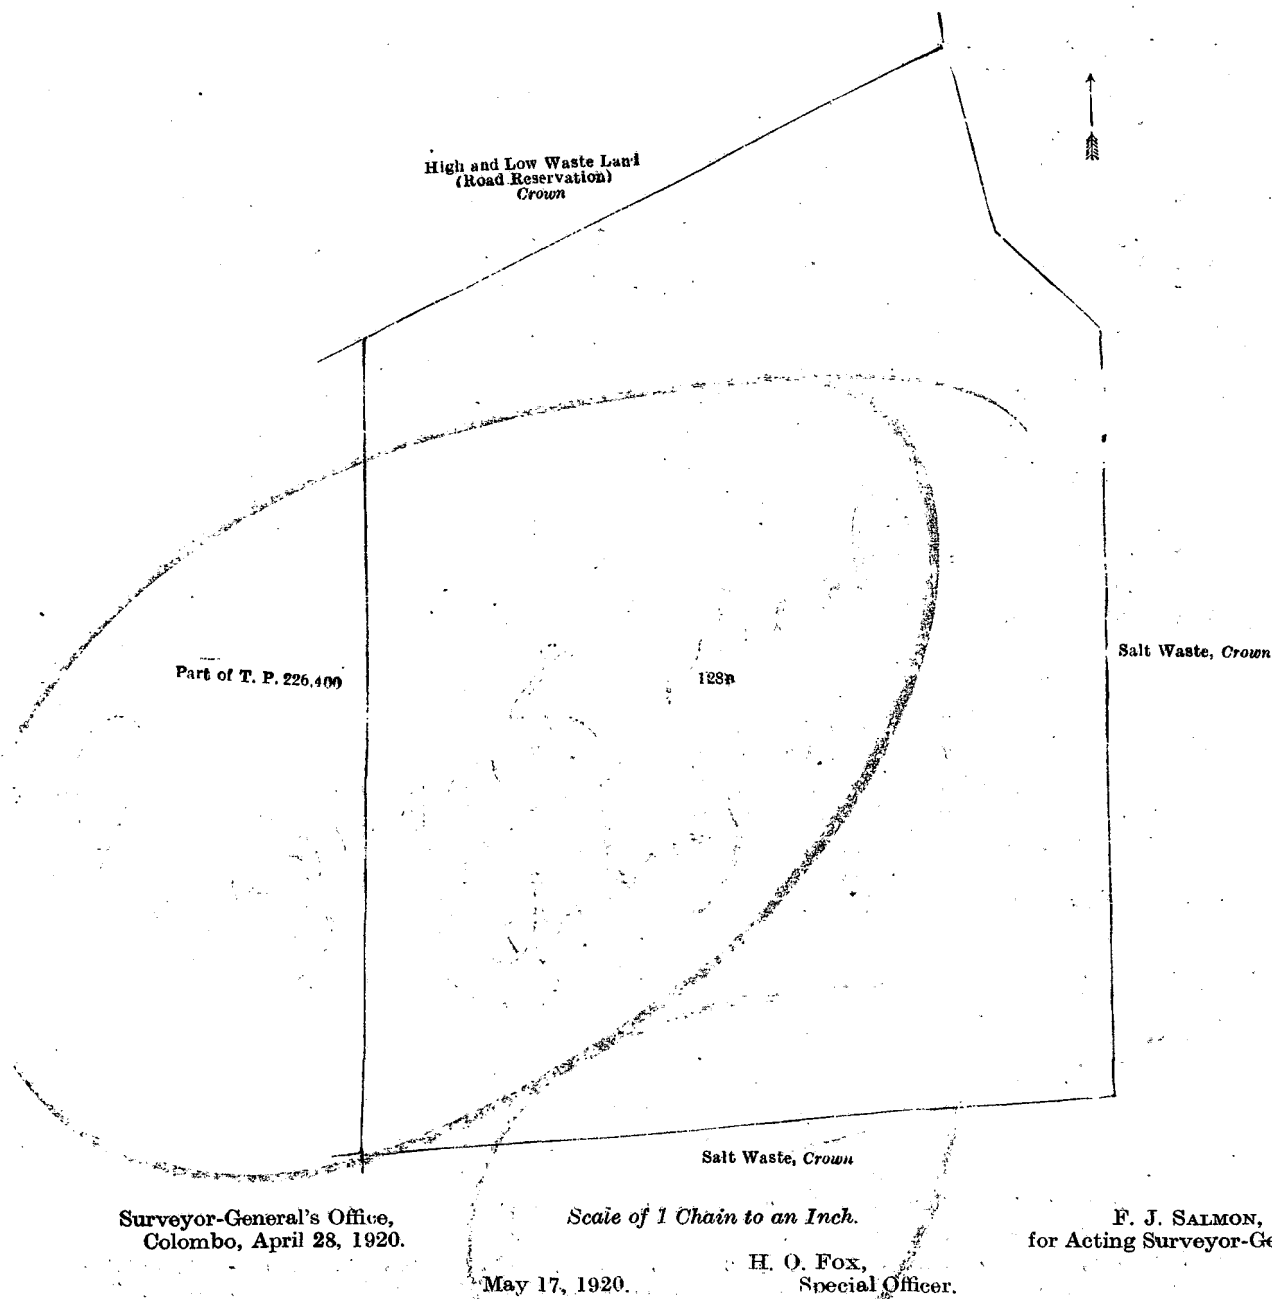 High and Low Waste Land
(Road Reservation)
Crown
Part of T. P. 226,400
128B
Salt Waste, Crown
Salt Waste, Crown
Surveyor-General's Office,
Colombo, April 28, 1920.
Scale of 1 Chain to an Inch.
F. J. SALMON,
for Acting Surveyor-Ge
H. O. Fox,
May 17, 1920.
Special Officer.